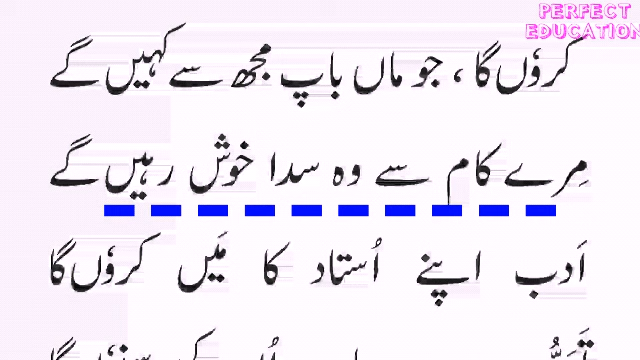 PERFECT
EDUCATION
کروں گا ، جو ماں باپ مجھ سے کہیں گے
مِرے کام سے وہ سدا خوش رہیں گے
اَدب اپنے اُستاد کا مَیں کروں گا